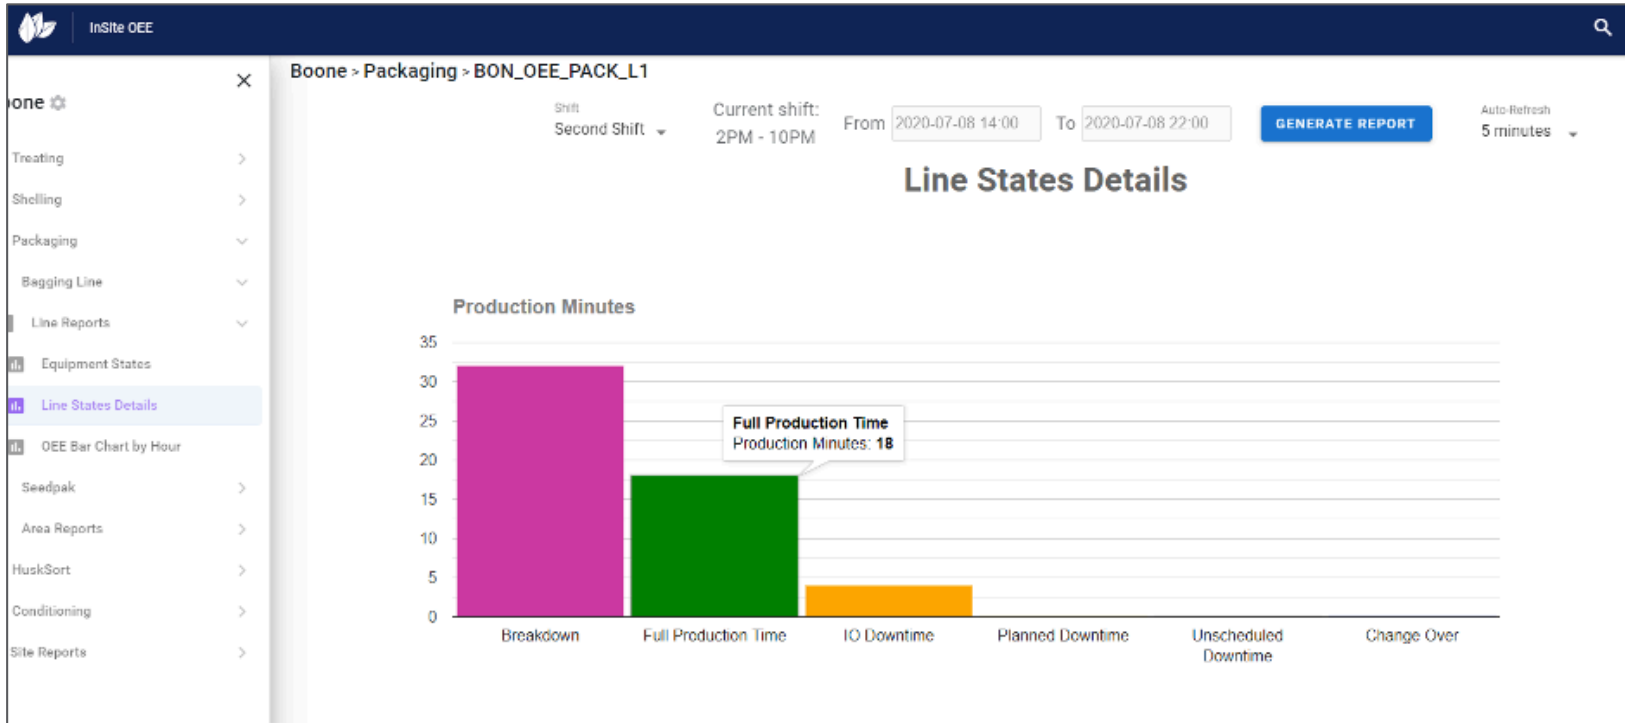 InSite OEE
Boone > Packaging > BON_OEE_PACK_L1
oone
Treating
Shelling
Packaging
Bagging Line
Line Reports
Equipment States
Line States Details
OEE Bar Chart by Hour
Seedpak
Area Reports
HuskSort
Conditioning
Site Reports
Shift
Second Shift
Current shift:
2PM - 10PM
From 2020-07-08 14:00 To 2020-07-08 22:00
GENERATE REPORT
Auto-Refresh
5 minutes
Line States Details
Production Minutes
35
30
25
20
15
10
5
0
Full Production Time
Production Minutes: 18
Breakdown
Full Production Time
IO Downtime
Planned Downtime
Unscheduled
Downtime
Change Over